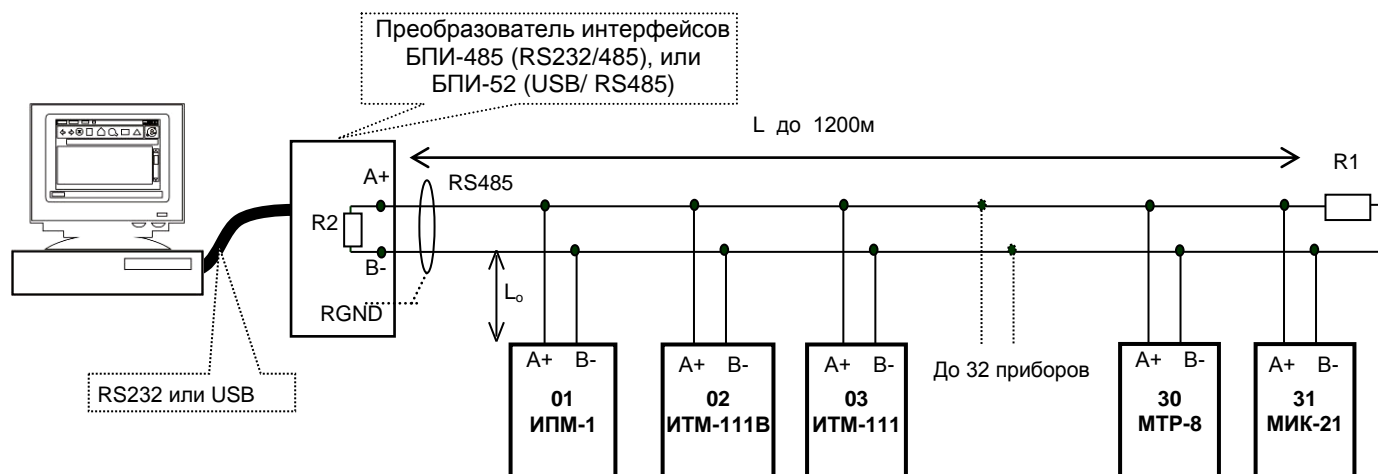 Преобразователь интерфейсов
БПИ-485 (RS232/485), или
БПИ-52 (USB/ RS485)
L до 1200м
R1
A+
RS485
R2
B-
RGND
Lo
RS232 или USB
A+ B-
01
ИПМ-1
A+ B-
02
ИТМ-111В
A+ B-
03
ИТМ-111
До 32 приборов
A+ B-
30
МТР-8
A+ B-
31
МИК-21